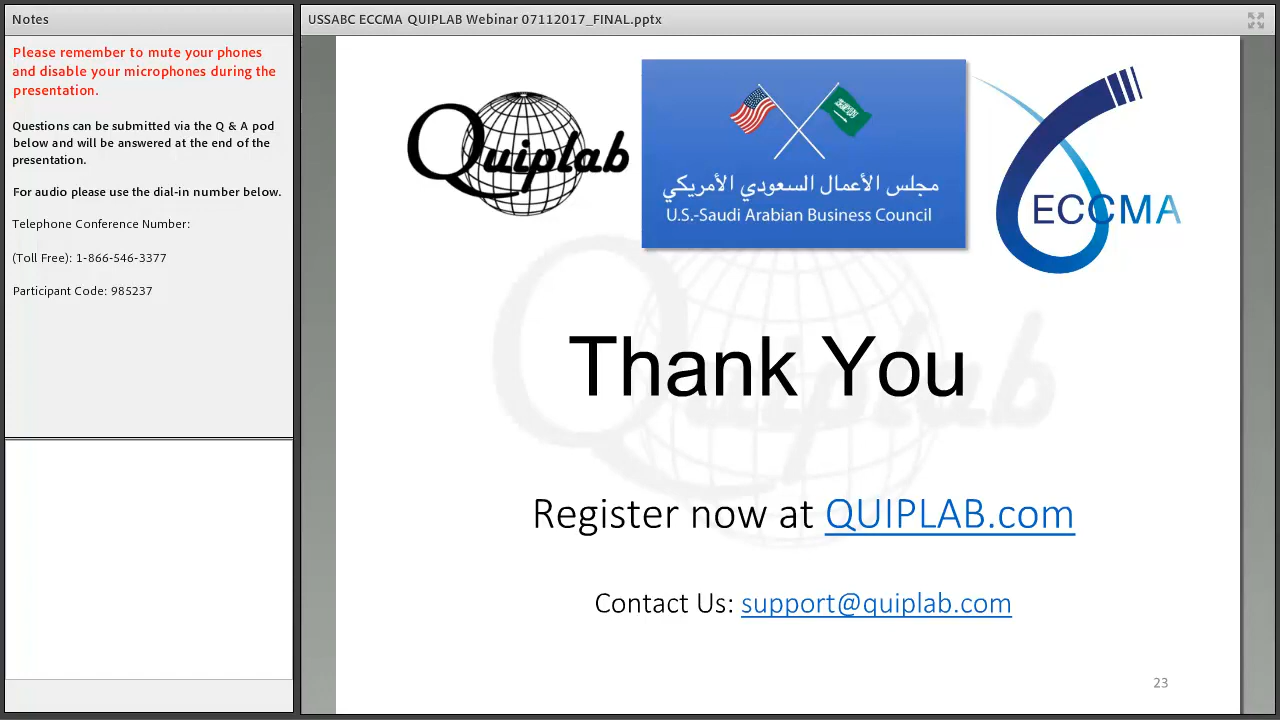 Notes
Please remember to mute your phones
and disable your microphones during the
presentation.
Questions can be submitted via the Q & A pod
below and will be answered at the end of the
presentation.
For audio please use the dial-in number below.
Telephone Conference Number:
(Toll Free): 1-866-546-3377
Participant Code: 985237
USSABC ECCMA QUIPLAB Webinar 07112017_FINAL.pptx
Quiplab
مجلس الأعمال السعودي الأمريكي
U.S.-Saudi Arabian Business Council
ECCMA
Quiplab
Thank You
Register now at QUIPLAB.com
Contact Us: support@quiplab.com
23